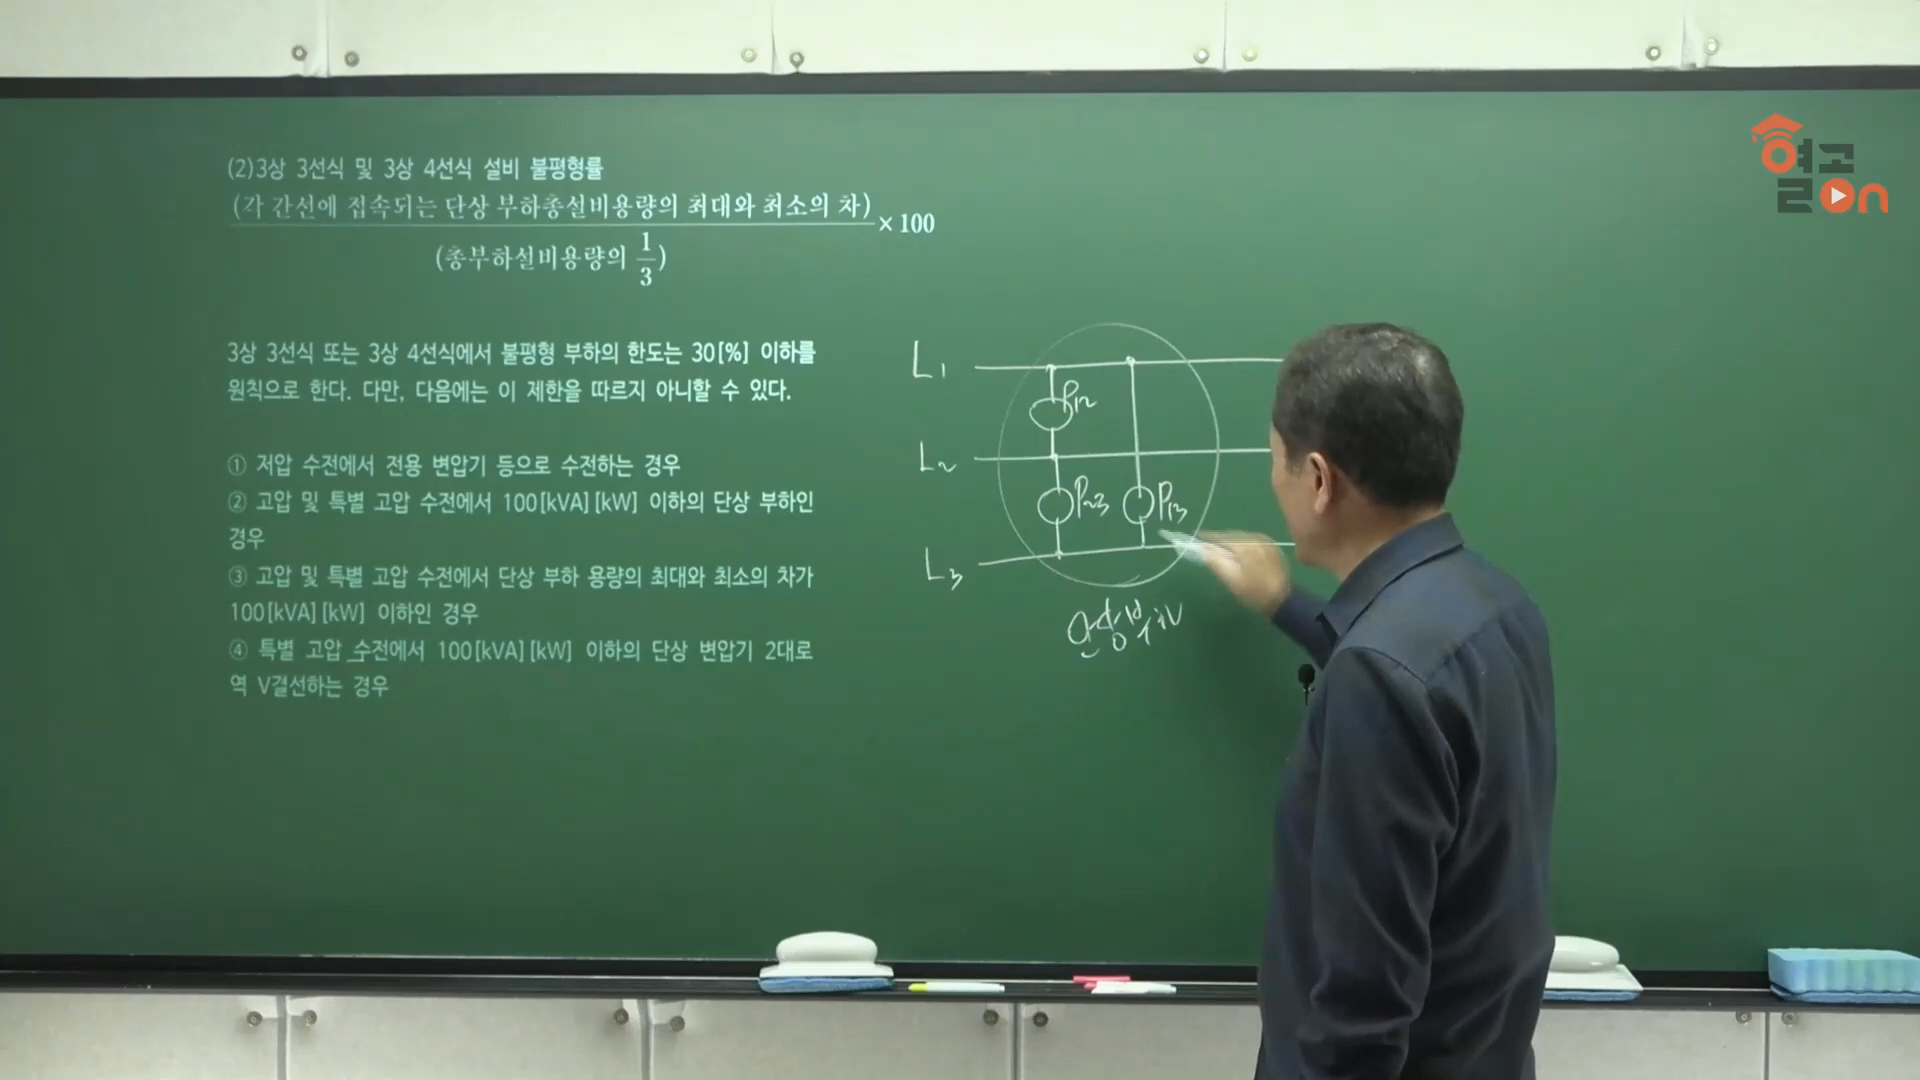 (2)3상 3선식 및 3상 4선식 설비 불평형률
(각 간선에 접속되는 단상 부하총설비용량의 최대와 최소의 차)
× 100
(총부하설비용량의 1/3)
3상 3선식 또는 3상 4선식에서 불평형 부하의 한도는 30[%] 이하를
원칙으로 한다. 다만, 다음에는 이 제한을 따르지 아니할 수 있다.
① 저압 수전에서 전용 변압기 등으로 수전하는 경우
② 고압 및 특별 고압 수전에서 100[kVA][kW] 이하의 단상 부하인
경우
③ 고압 및 특별 고압 수전에서 단상 부하 용량의 최대와 최소의 차가
100[kVA][kW] 이하인 경우
④ 특별 고압 수전에서 100[kVA][kW] 이하의 단상 변압기 2대로
역 V결선하는 경우
L1
P12
L2
P23
P13
L3
단상부하
열고
On